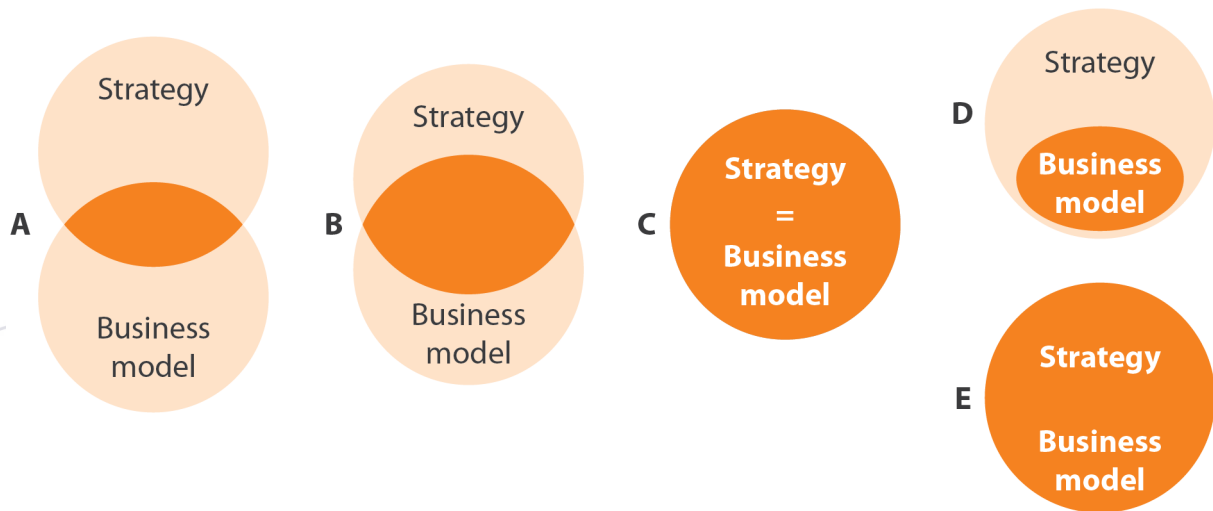 A
Strategy
Business
model
B
Strategy
Business
model
C
Strategy
=
Business
model
D
Strategy
Business
model
E
Strategy
Business
model